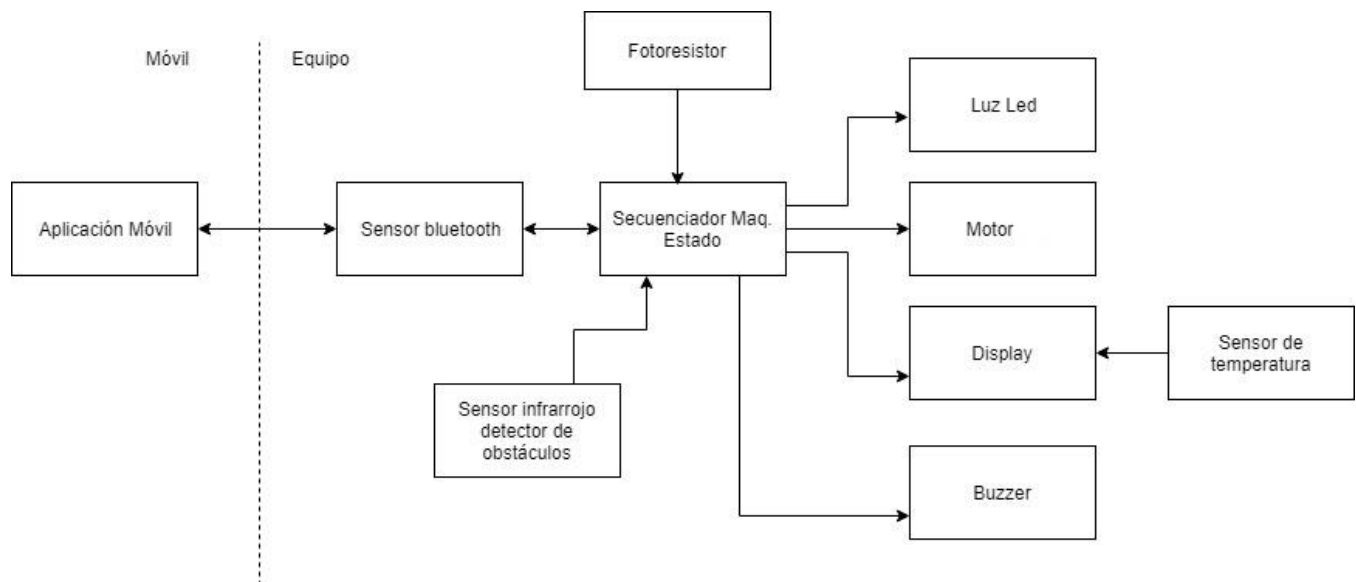 Móvil
Equipo
Fotoresistor
Luz Led
Aplicación Móvil
Sensor bluetooth
Secuenciador Maq.
Estado
Motor
Display
Sensor de
temperatura
Sensor infrarrojo
detector de
obstáculos
Buzzer